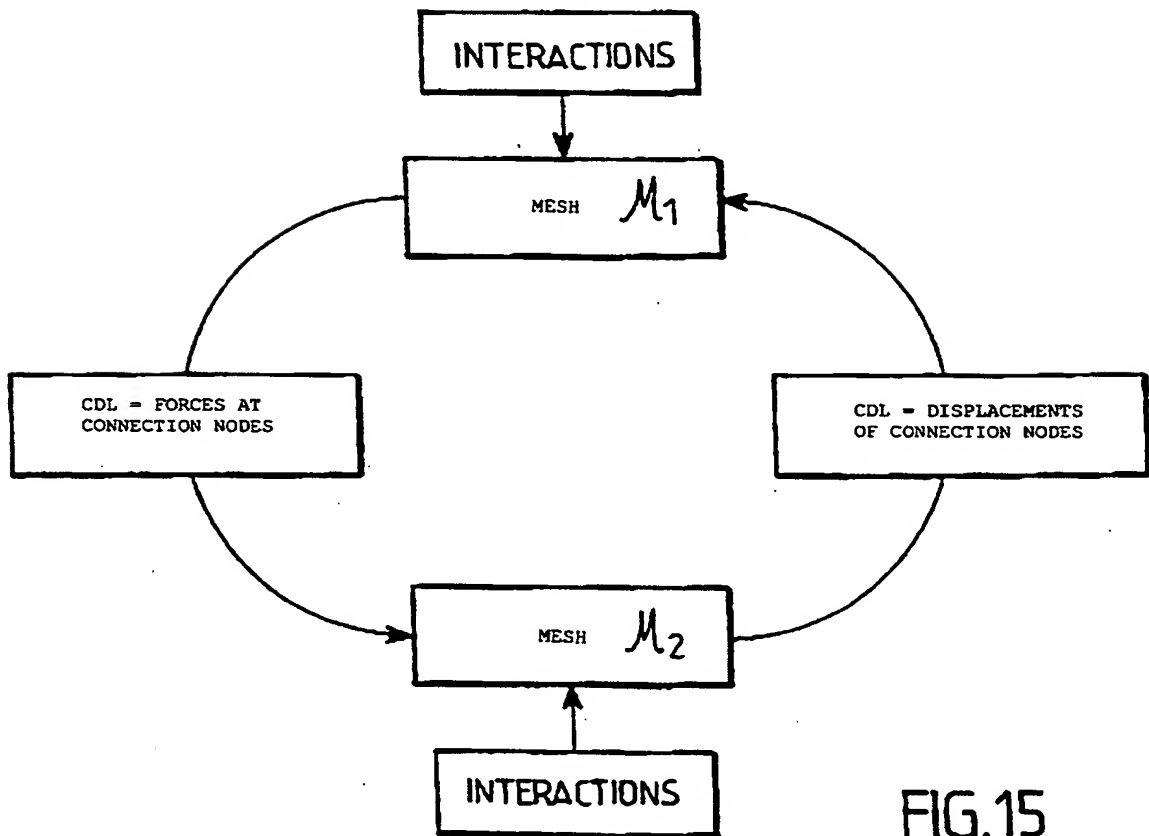 INTERACTIONS
MESH M1
CDL = FORCES AT
CONNECTION NODES
CDL = DISPLACEMENTS
OF CONNECTION NODES
MESH M2
INTERACTIONS
FIG.15